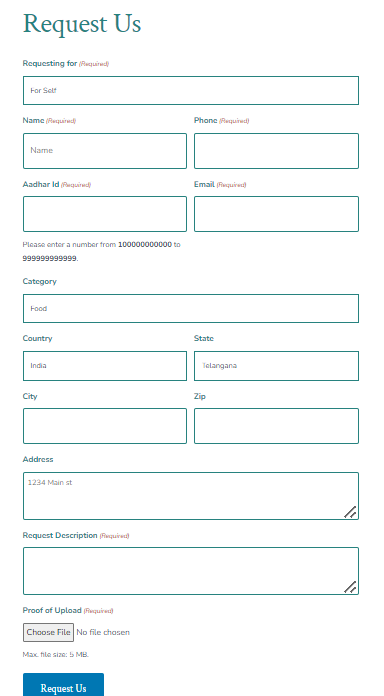 Request Us
Requesting for (Required)
For Self
Name (Required) Phone (Required)
Name
Aadhar Id (Required) Email (Required)
Please enter a number from 100000000000 to
999999999999.
Category
Food
Country State
India Telangana
City Zip
Address
1234 Main st
Request Description (Required)
Proof of Upload (Required)
Choose File No file chosen
Max. file size: 5 MB.
Request Us